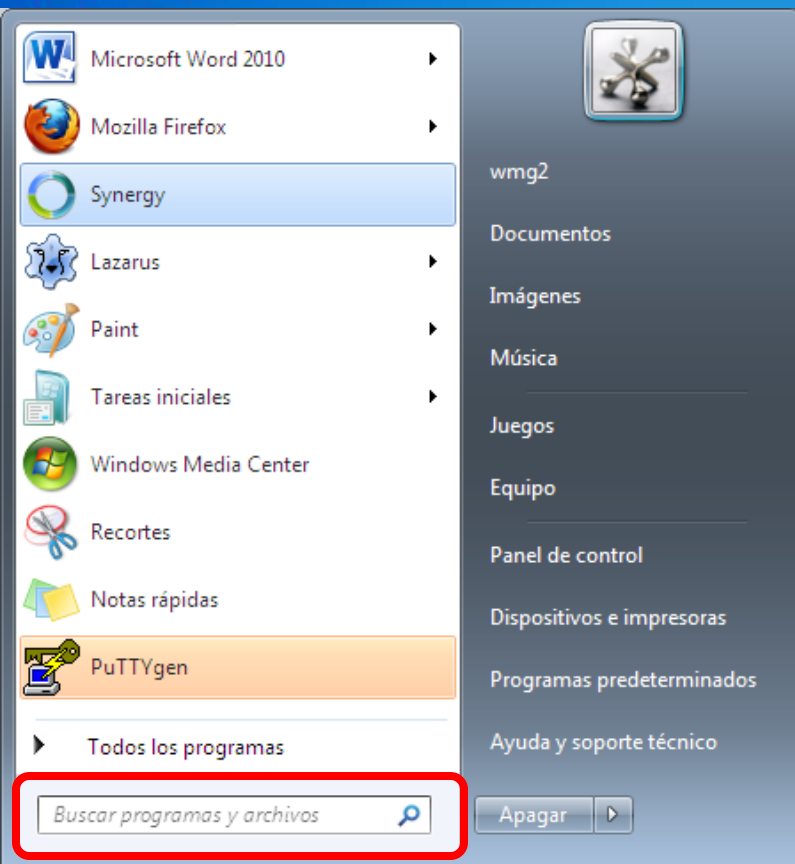 Microsoft Word 2010
Mozilla Firefox
Synergy
Lazarus
Paint
Tareas iniciales
Windows Media Center
Recortes
Notas rápidas
PuTTYgen
Todos los programas
Buscar programas y archivos
wmg2
Documentos
Imágenes
Música
Juegos
Equipo
Panel de control
Dispositivos e impresoras
Programas predeterminados
Ayuda y soporte técnico
Apagar